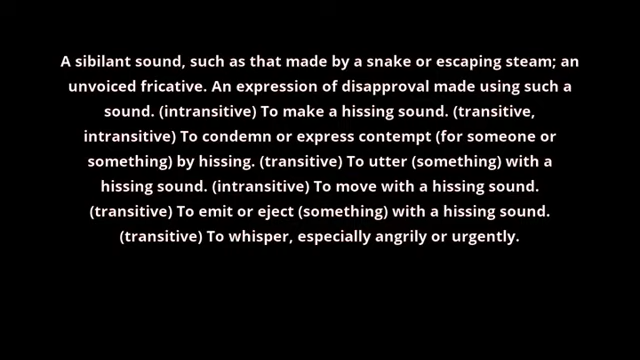 A sibilant sound, such as that made by a snake or escaping steam; an
unvoiced fricative. An expression of disapproval made using such a
sound. (intransitive) To make a hissing sound. (transitive,
intransitive) To condemn or express contempt (for someone or
something) by hissing. (transitive) To utter (something) with a
hissing sound. (intransitive) To move with a hissing sound.
(transitive) To emit or eject (something) with a hissing sound.
(transitive) To whisper, especially angrily or urgently.